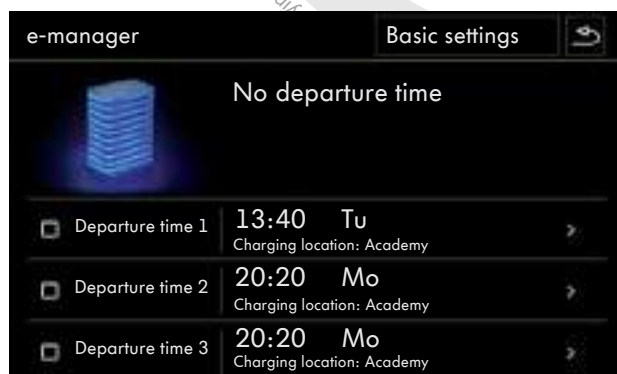 e-manager
Basic settings
No departure time
Departure time 1
13:40 Tu
Charging location: Academy
Departure time 2
20:20 Mo
Charging location: Academy
Departure time 3
20:20 Mo
Charging location: Academy